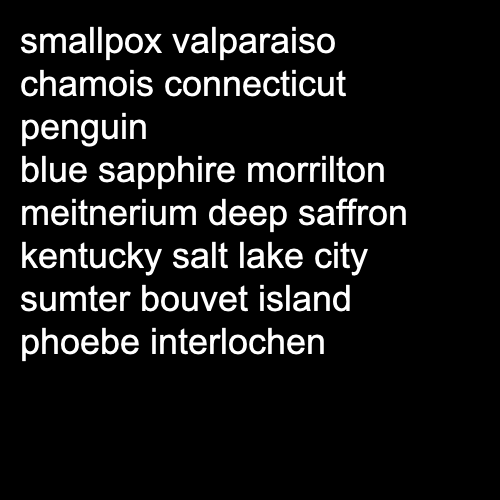 smallpox valparaiso
chamois connecticut
penguin
blue sapphire morrilton
meitnerium deep saffron
kentucky salt lake city
sumter bouvet island
phoebe interlochen